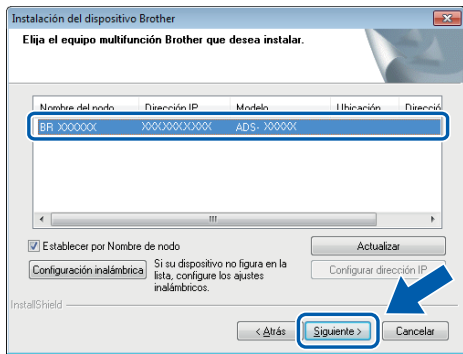 Instalación del dispositivo Brother
Elija el equipo multifunción Brother que desea instalar.
Nombre del nodo Dirección IP Modelo Ubicación Direcció
BR XXXXXX XXX.XXX.X.XXX ADS- XXXXX
Establecer por Nombre de nodo
Actualizar
Configuración inalámbrica
Si su dispositivo no figura en la
lista, configure los ajustes
inalámbricos.
Configurar dirección IP
InstallShield
< Atrás
Siguiente >
Cancelar